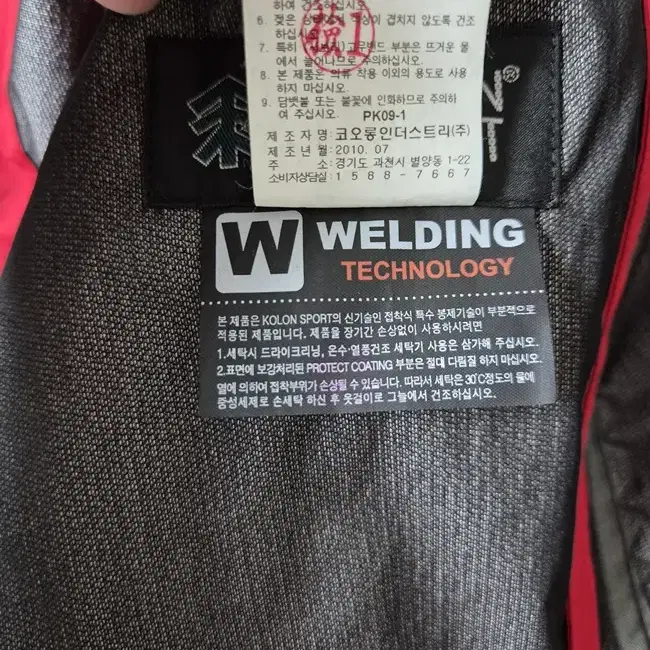 하여 건조하십시오.
6. 젖은 상태에서 색상이 겹치지 않도록 건조
하십시오.
7. 특히 고무밴드 부분은 뜨거운 물
에서 늘어나므로 주의하십시오.
8. 본 제품은 의류 착용 이외의 용도로 사용
하지 마십시오.
9. 담뱃불 또는 불꽃에 인화하므로 주의하
여 주십시오.
PK09-1
제 조 자 명:코오롱인더스트리(주)
제 조 년 월:2010. 07
주 소:경기도 과천시 별양동 1-22
소비자상담실:1 5 8 8 - 7 6 6 7
W WELDING
TECHNOLOGY
본 제품은 KOLON SPORT의 신기술인 접착식 특수 봉제기술이 부분적으로
적용된 제품입니다. 제품을 장기간 손상없이 사용하시려면
1.세탁시 드라이크리닝, 온수·열풍건조 세탁기 사용은 삼가해 주십시오.
2.표면에 보강처리된 PROTECT COATING 부분은 절대 다림질 하지 마십시오.
열에 의하여 접착부위가 손상될 수 있습니다. 따라서 세탁은 30℃정도의 물에
중성세제로 손세탁 하신 후 옷걸이로 그늘에서 건조하십시오.